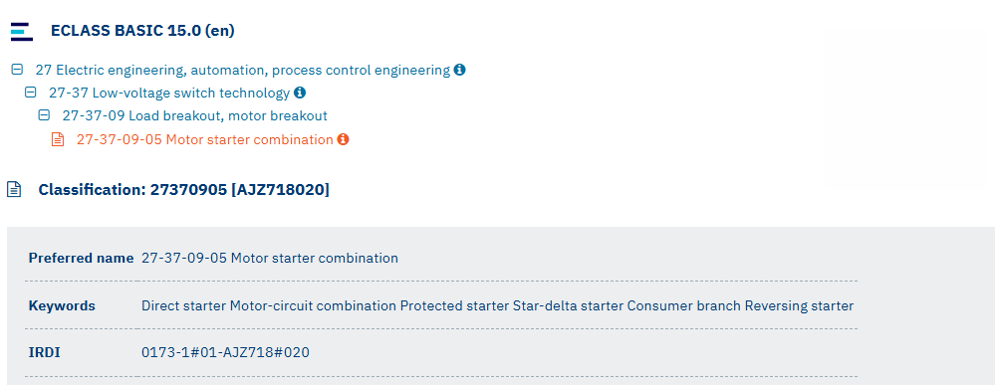 ECLASS BASIC 15.0 (en)
27 Electric engineering, automation, process control engineering
27-37 Low-voltage switch technology
27-37-09 Load breakout, motor breakout
27-37-09-05 Motor starter combination
Classification: 27370905 [AJZ718020]
Preferred name 27-37-09-05 Motor starter combination
Keywords Direct starter Motor-circuit combination Protected starter Star-delta starter Consumer branch Reversing starter
IRDI 0173-1#01-AJZ718#020